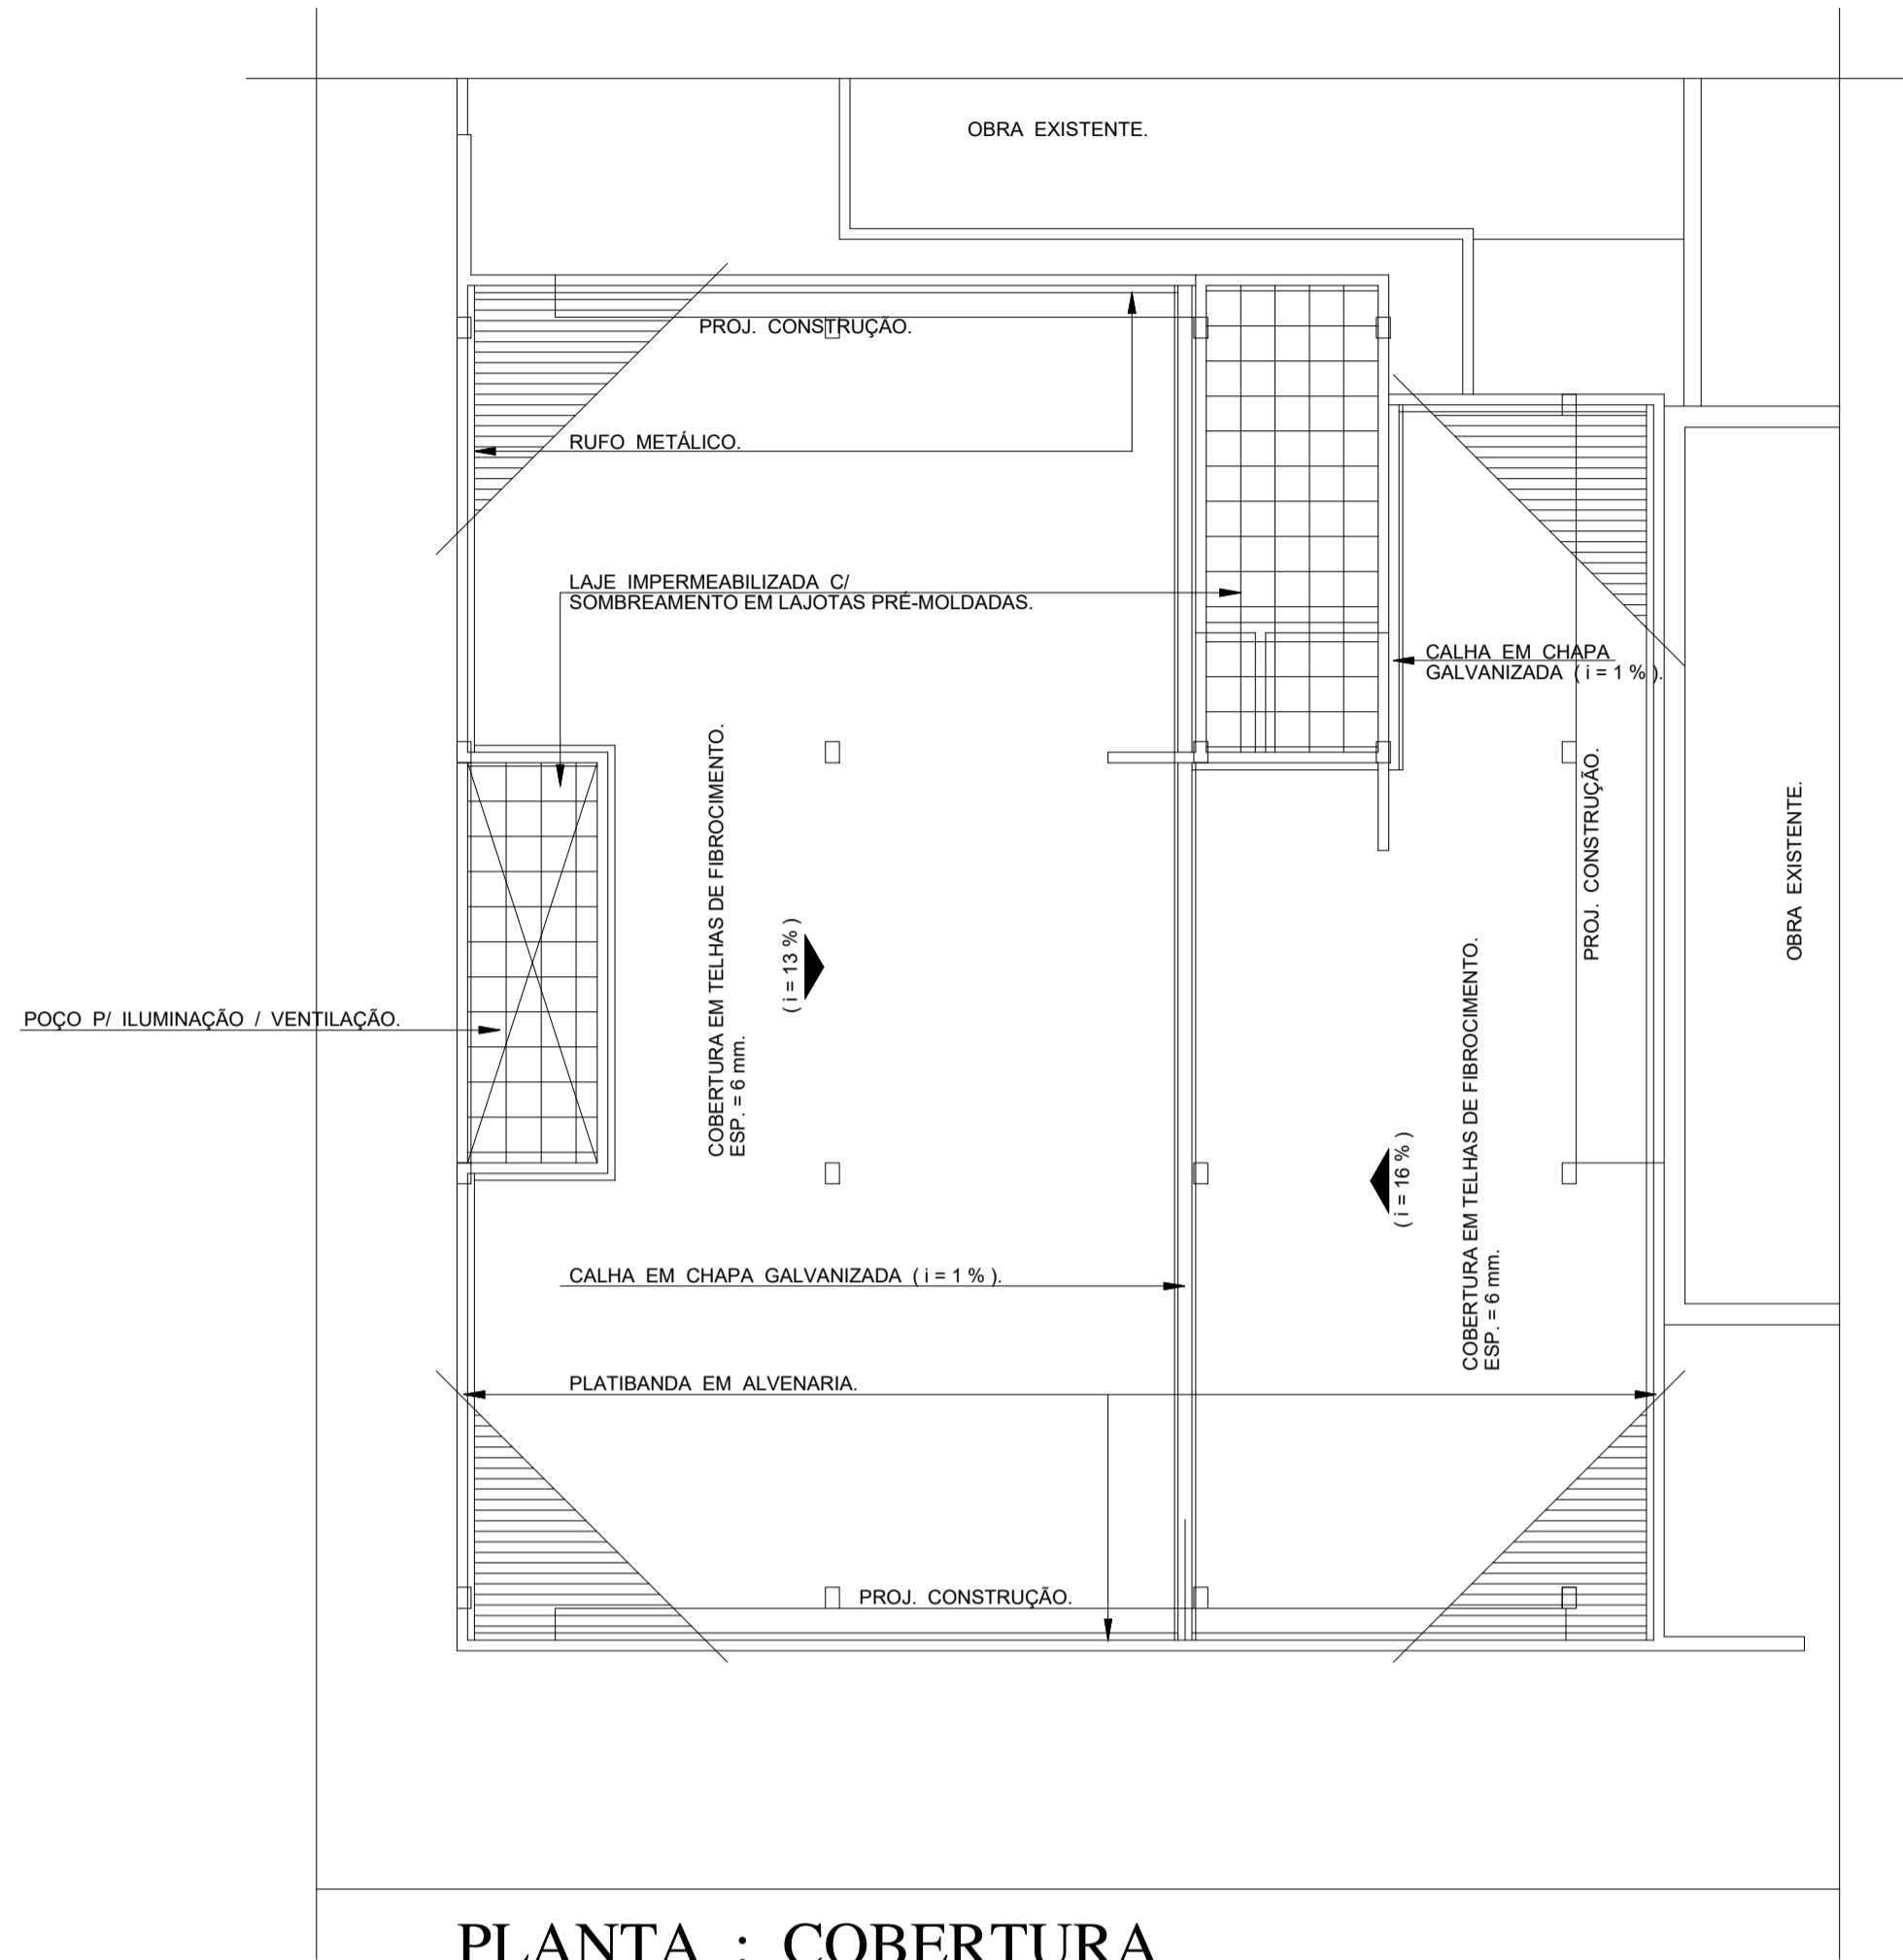 OBRA EXISTENTE.
PROJ. CONSTRUÇÃO.
RUFO METÁLICO.
LAJE IMPERMEABILIZADA C/
SOMBREAMENTO EM LAJOTAS PRÉ-MOLDADAS.
CALHA EM CHAPA
GALVANIZADA ( i = 1 % ).
COBERTURA EM TELHAS DE FIBROCIMENTO.
ESP. = 6 mm.
( i = 13 % )
PROJ. CONSTRUÇÃO.
OBRA EXISTENTE.
POÇO P/ ILUMINAÇÃO / VENTILAÇÃO.
COBERTURA EM TELHAS DE FIBROCIMENTO.
ESP. = 6 mm.
( i = 16 % )
CALHA EM CHAPA GALVANIZADA ( i = 1 % ).
PLATIBANDA EM ALVENARIA.
PROJ. CONSTRUÇÃO.
PLANTA : COBERTURA